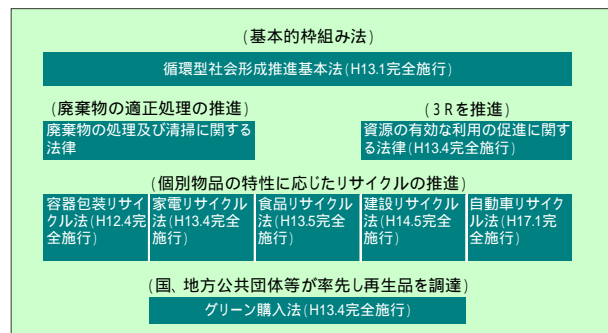 (基本的枠組み法)
循環型社会形成推進基本法(H13.1完全施行)
(廃棄物の適正処理の推進)
廃棄物の処理及び清掃に関する
法律
(3Rを推進)
資源の有効な利用の促進に関す
る法律(H13.4完全施行)
(個別物品の特性に応じたリサイクルの推進)
容器包装リサイ
クル法(H12.4完
全施行)
家電リサイクル
法(H13.4完全
施行)
食品リサイクル
法(H13.5完全
施行)
建設リサイクル
法(H14.5完全
施行)
自動車リサイク
ル法(H17.1完
全施行)
(国、地方公共団体等が率先し再生品を調達)
グリーン購入法(H13.4完全施行)